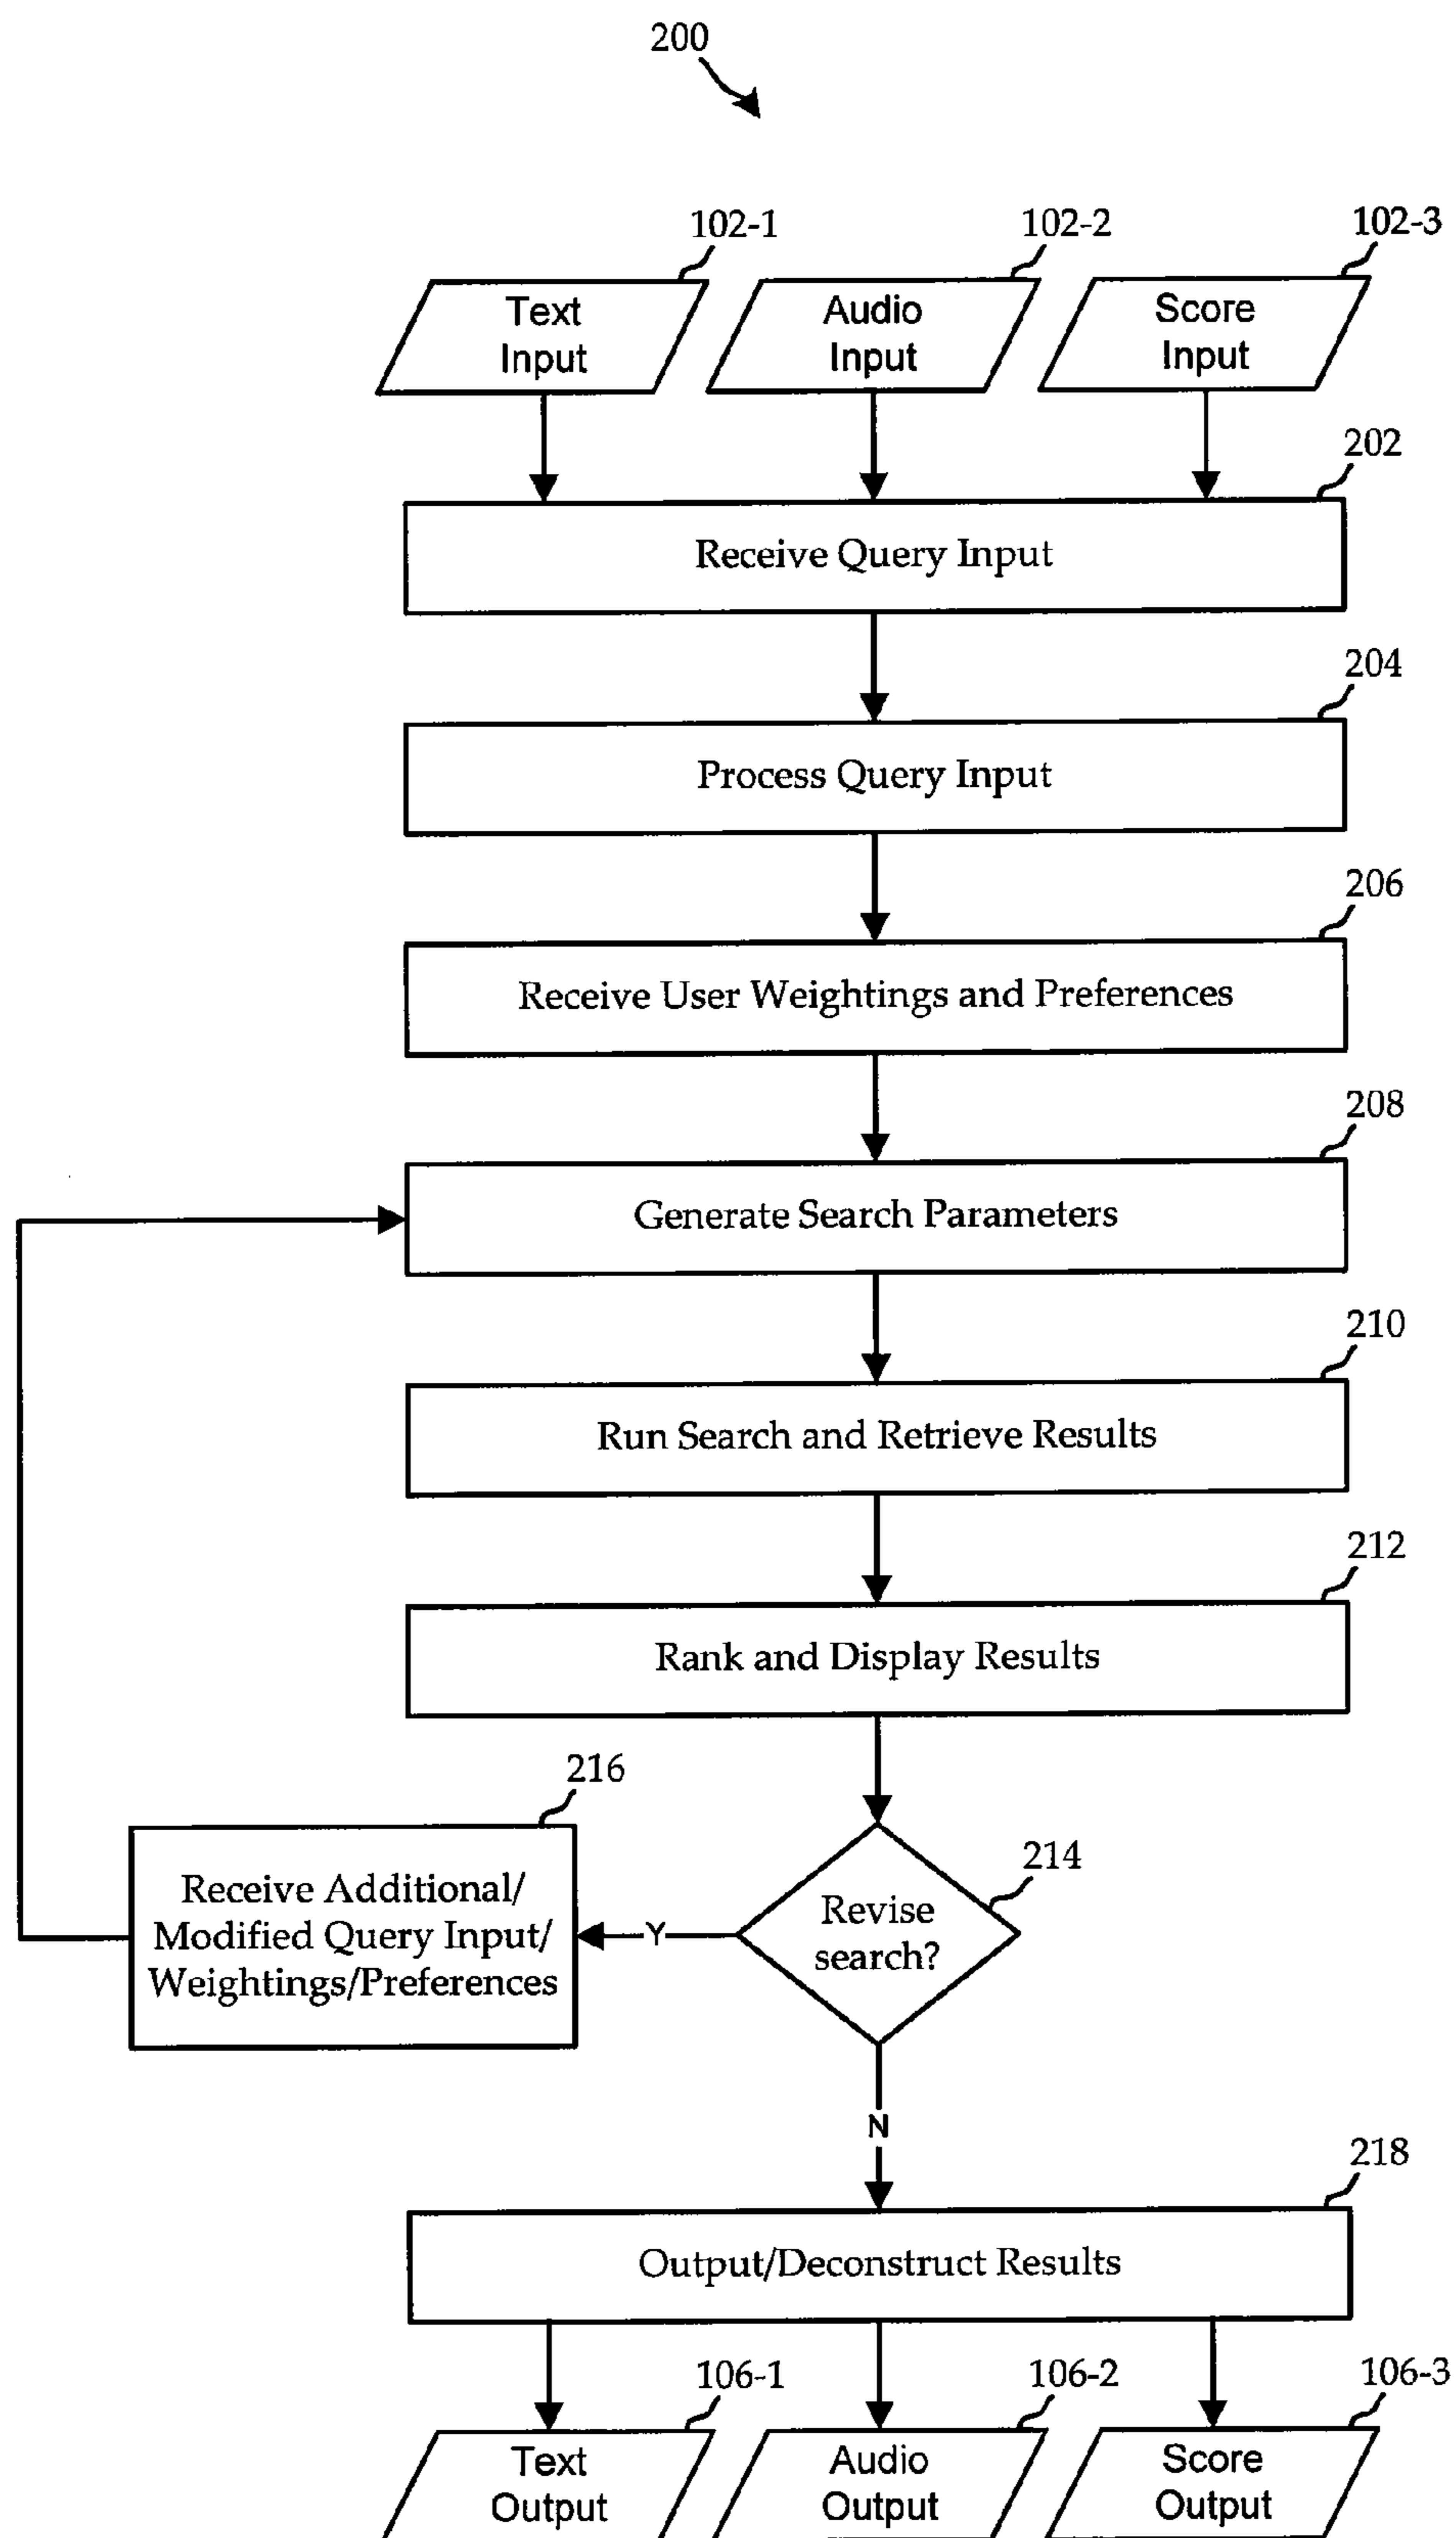 200
102-1
102-2
102-3
Text
Input
Audio
Input
Score
Input
202
Receive Query Input
204
Process Query Input
206
Receive User Weightings and Preferences
208
Generate Search Parameters
210
Run Search and Retrieve Results
212
Rank and Display Results
216
Receive Additional/
Modified Query Input/
Weightings/Preferences
Y
214
Revise
search?
N
218
Output/Deconstruct Results
106-1
106-2
106-3
Text
Output
Audio
Output
Score
Output